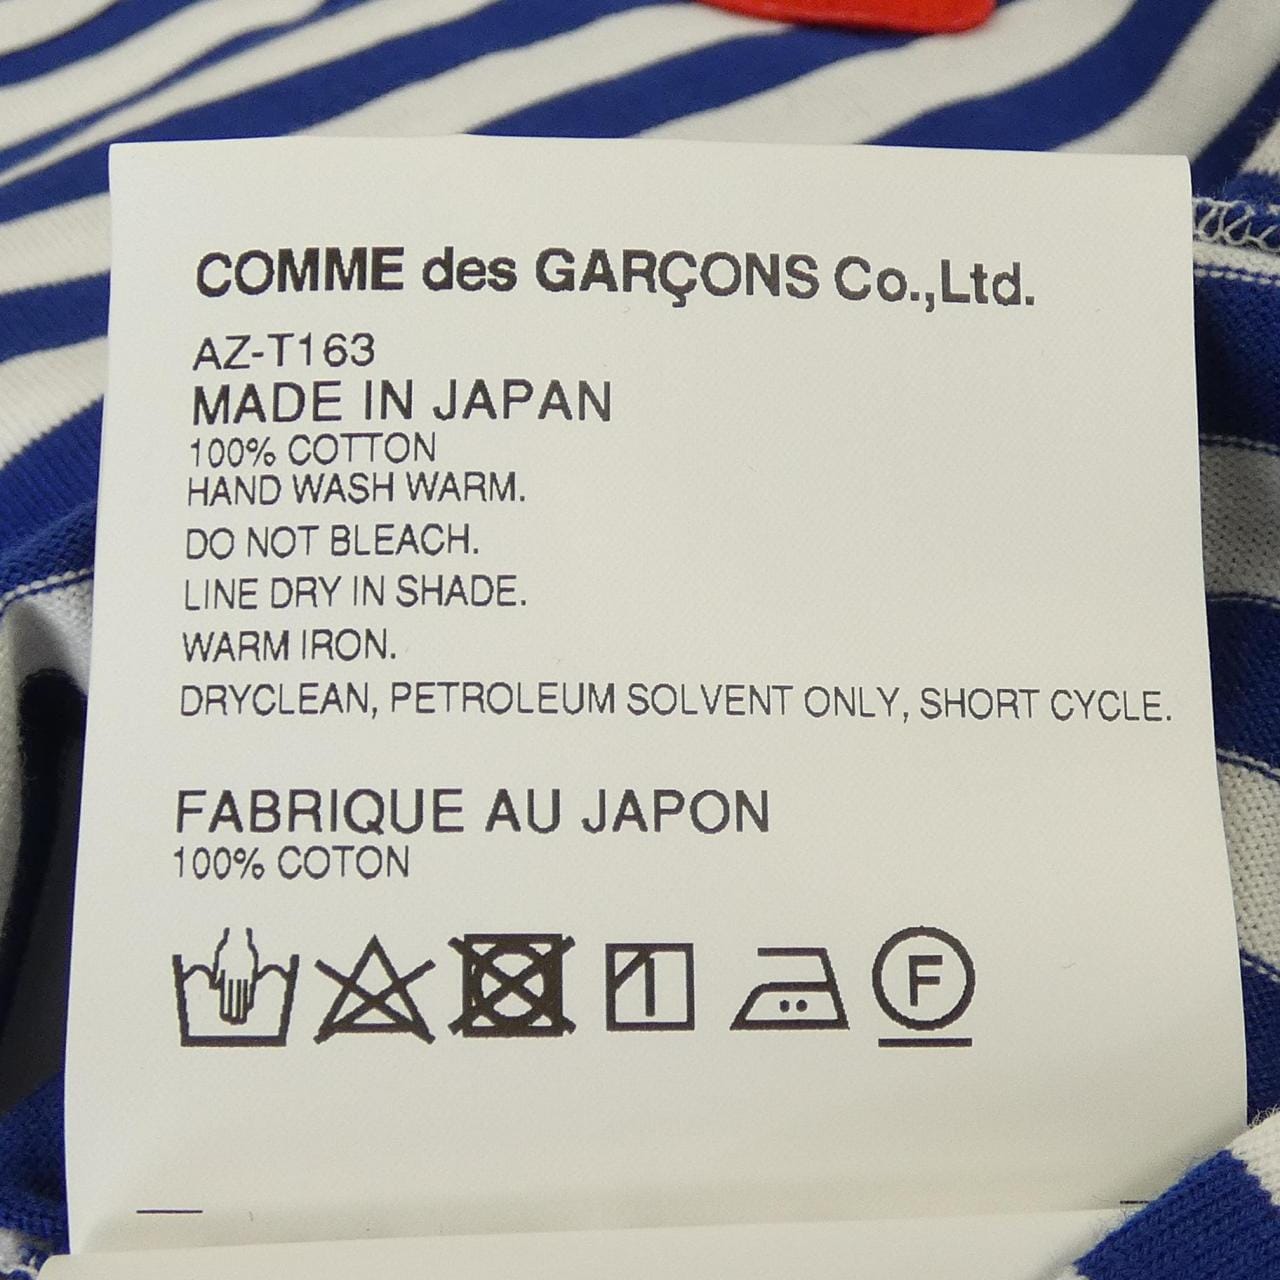 COMME des GARÇONS Co.,Ltd.
AZ-T163
MADE IN JAPAN
100% COTTON
HAND WASH WARM.
DO NOT BLEACH.
LINE DRY IN SHADE.
WARM IRON.
DRYCLEAN, PETROLEUM SOLVENT ONLY, SHORT CYCLE.
FABRIQUE AU JAPON
100% COTON
F